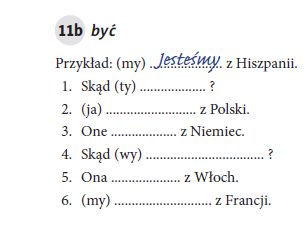 11b być
Przykład: (my) ..Jesteśmy.. z Hiszpanii.
1. Skąd (ty) ................... ?
2. (ja) .......................... z Polski.
3. One ................... z Niemiec.
4. Skąd (wy) .................................. ?
5. Ona .................... z Włoch.
6. (my) ............................ z Francji.